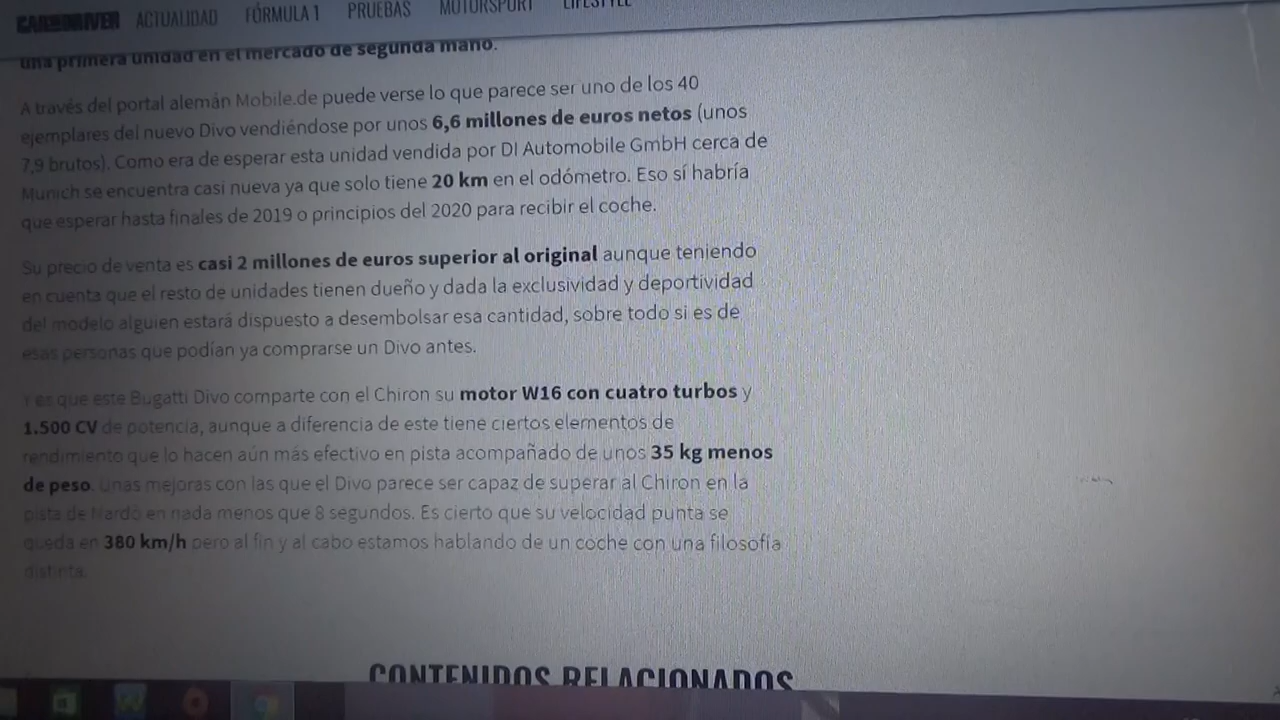 CAR AND DRIVER ACTUALIDAD FÓRMULA 1 PRUEBAS MOTORSPORT LIFESTYLE
una primera unidad en el mercado de segunda mano.
A través del portal alemán Mobile.de puede verse lo que parece ser uno de los 40
ejemplares del nuevo Divo vendiéndose por unos 6,6 millones de euros netos (unos
7,9 brutos). Como era de esperar esta unidad vendida por DI Automobile GmbH cerca de
Munich se encuentra casi nueva ya que solo tiene 20 km en el odómetro. Eso sí habría
que esperar hasta finales de 2019 o principios del 2020 para recibir el coche.
Su precio de venta es casi 2 millones de euros superior al original aunque teniendo
en cuenta que el resto de unidades tienen dueño y dada la exclusividad y deportividad
del modelo alguien estará dispuesto a desembolsar esa cantidad, sobre todo si es de
esas personas que podían ya comprarse un Divo antes.
Y es que este Bugatti Divo comparte con el Chiron su motor W16 con cuatro turbos y
1.500 CV de potencia, aunque a diferencia de este tiene ciertos elementos de
rendimiento que lo hacen aún más efectivo en pista acompañado de unos 35 kg menos
de peso. Unas mejoras con las que el Divo parece ser capaz de superar al Chiron en la
pista de Nardo en nada menos que 8 segundos. Es cierto que su velocidad punta se
queda en 380 km/h pero al fin y al cabo estamos hablando de un coche con una filosofía
distinta.
CONTENIDOS RELACIONADOS